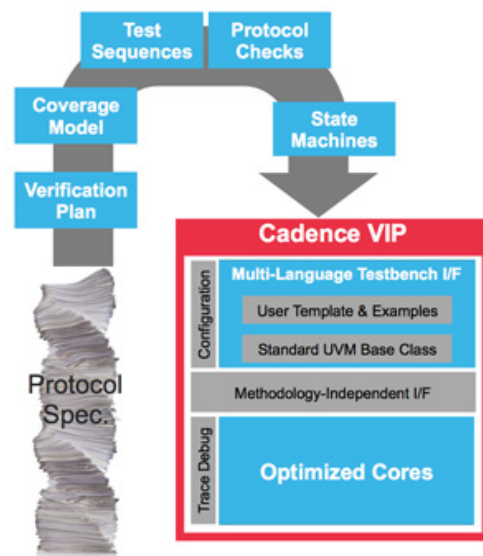 Test
Sequences
Protocol
Checks
Coverage
Model
State
Machines
Verification
Plan
Protocol
Spec.
Cadence VIP
Configuration
Multi-Language Testbench I/F
User Template & Examples
Standard UVM Base Class
Methodology-Independent I/F
Trace Debug
Optimized Cores